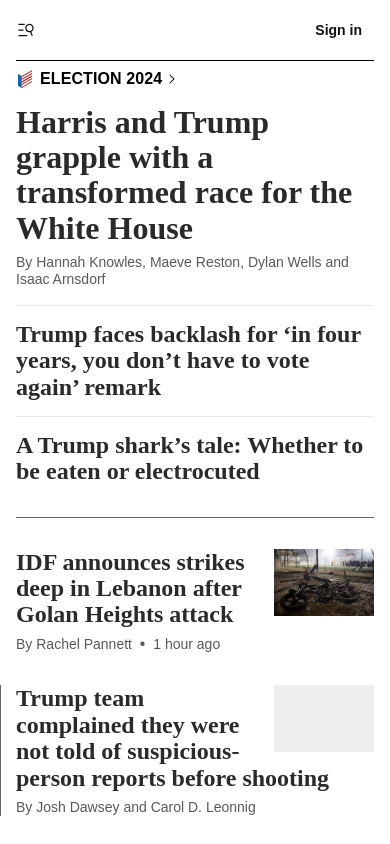 Sign in
ELECTION 2024
Harris and Trump
grapple with a
transformed race for the
White House
By Hannah Knowles, Maeve Reston, Dylan Wells and
Isaac Arnsdorf
Trump faces backlash for ‘in four
years, you don’t have to vote
again’ remark
A Trump shark’s tale: Whether to
be eaten or electrocuted
IDF announces strikes
deep in Lebanon after
Golan Heights attack
By Rachel Pannett • 1 hour ago
Trump team
complained they were
not told of suspicious-
person reports before shooting
By Josh Dawsey and Carol D. Leonnig